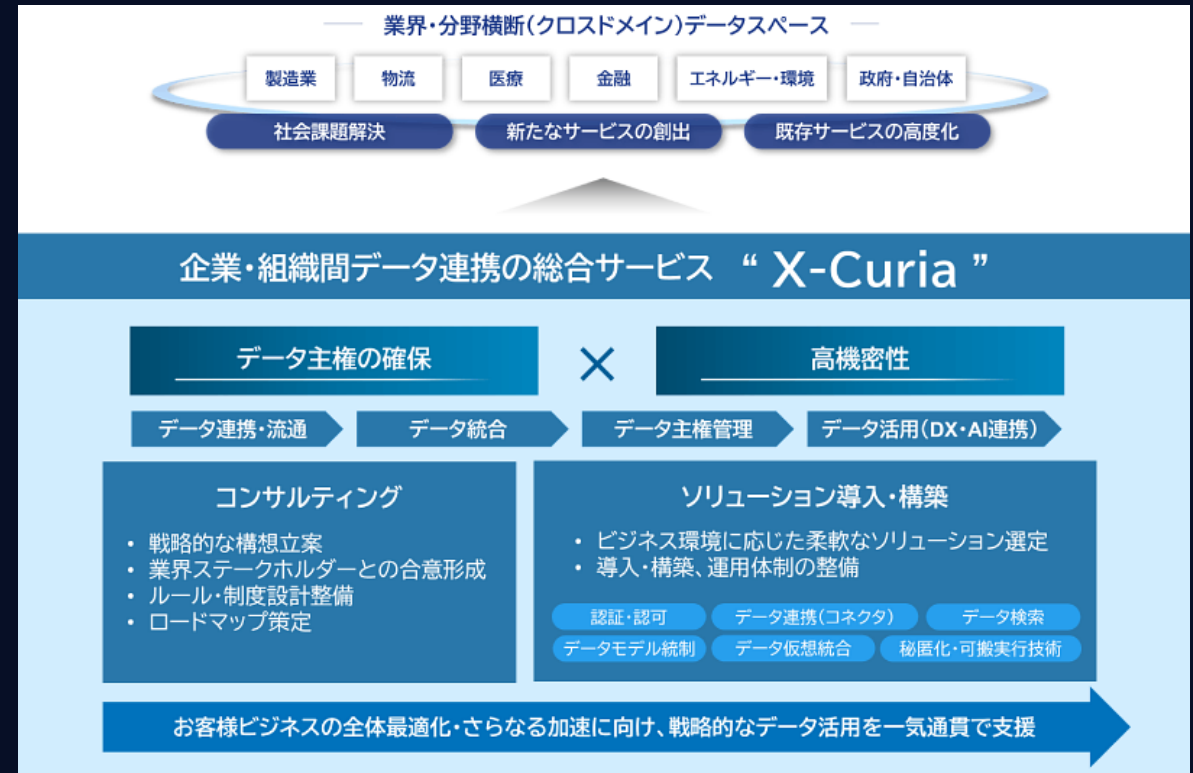 業界・分野横断(クロスドメイン)データスペース
製造業
物流
医療
金融
エネルギー・環境
政府・自治体
社会課題解決
新たなサービスの創出
既存サービスの高度化
企業・組織間データ連携の総合サービス “ X-Curia ”
データ主権の確保
×
高機密性
データ連携・流通
データ統合
データ主権管理
データ活用(DX・AI連携)
コンサルティング
・ 戦略的な構想立案
・ 業界ステークホルダーとの合意形成
・ ルール・制度設計整備
・ ロードマップ策定
ソリューション導入・構築
・ ビジネス環境に応じた柔軟なソリューション選定
・ 導入・構築、運用体制の整備
認証・認可
データ連携(コネクタ)
データ検索
データモデル統制
データ仮想統合
秘匿化・可搬実行技術
お客様ビジネスの全体最適化・さらなる加速に向け、戦略的なデータ活用を一気通貫で支援